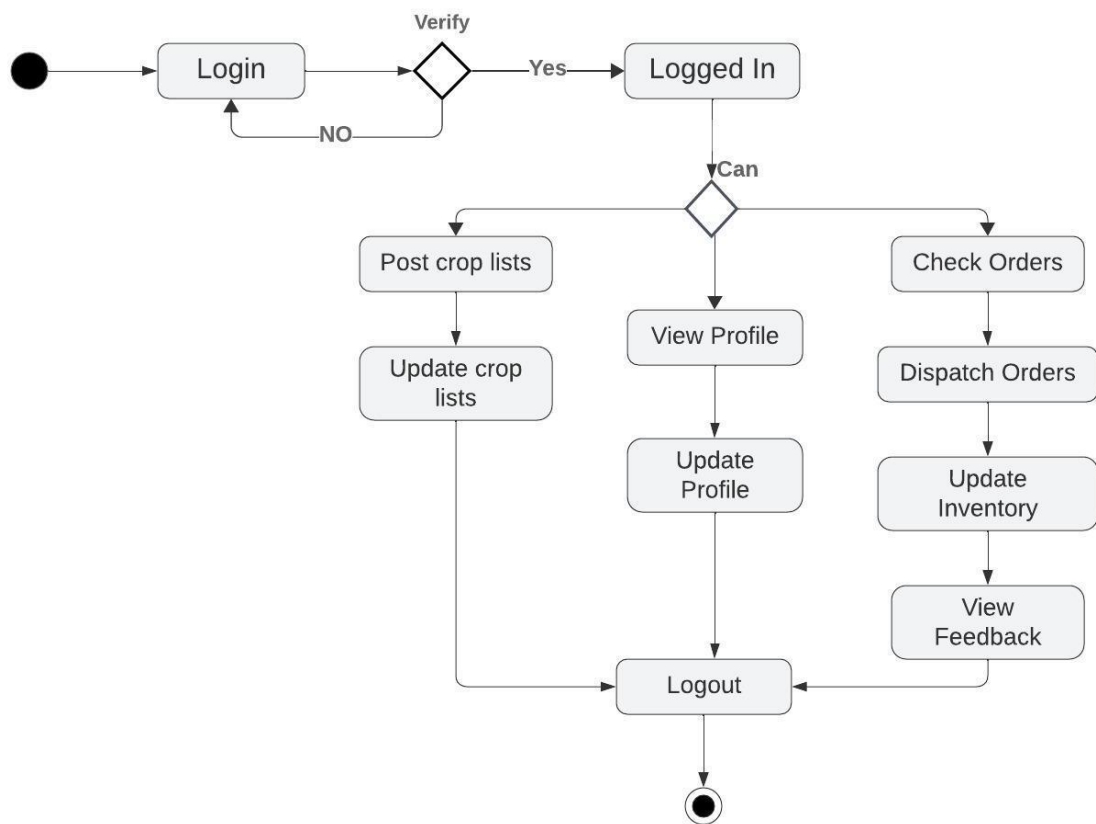 Verify
Login
Yes
Logged In
NO
Can
Post crop lists
Check Orders
View Profile
Update crop
lists
Dispatch Orders
Update
Profile
Update
Inventory
View
Feedback
Logout